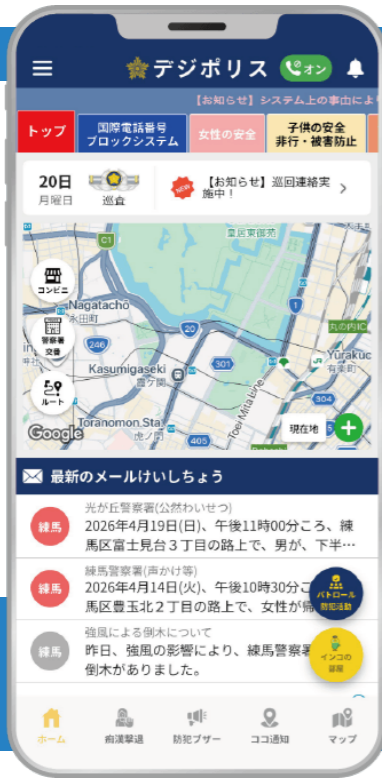 デジポリス
オン
【お知らせ】システム上の事由によ
トップ
国際電話番号
ブロックシステム
女性の安全
子供の安全
非行・被害防止
20日
月曜日
巡査
NEW
【お知らせ】巡回連絡実
施中！
C1
皇居東御苑
コンビニ
Nagatachō
永田町
警察署
交番
1
丸の内IC
20
246
Kasumigaseki
霞ケ関
301
JR
Yūrakuc
有楽町
ルート
Toei Mita Line
304
Toranomon Sta.
虎ノ門
405
現在地
5
Google
最新のメールけいしちょう
光が丘警察署(公然わいせつ)
練馬
2026年4月19日(日)、午後11時00分ころ、練
馬区富士見台３丁目の路上で、男が、下半…
練馬警察署(声かけ等)
練馬
2026年4月14日(火)、午後10時30分こ
馬区豊玉北２丁目の路上で、女性が帰
パトロール
防犯活動
強風による倒木について
練馬
昨日、強風の影響により、練馬警察署
倒木がありました。
インコの
部屋
ホーム
痴漢撃退
防犯ブザー
ココ通知
マップ